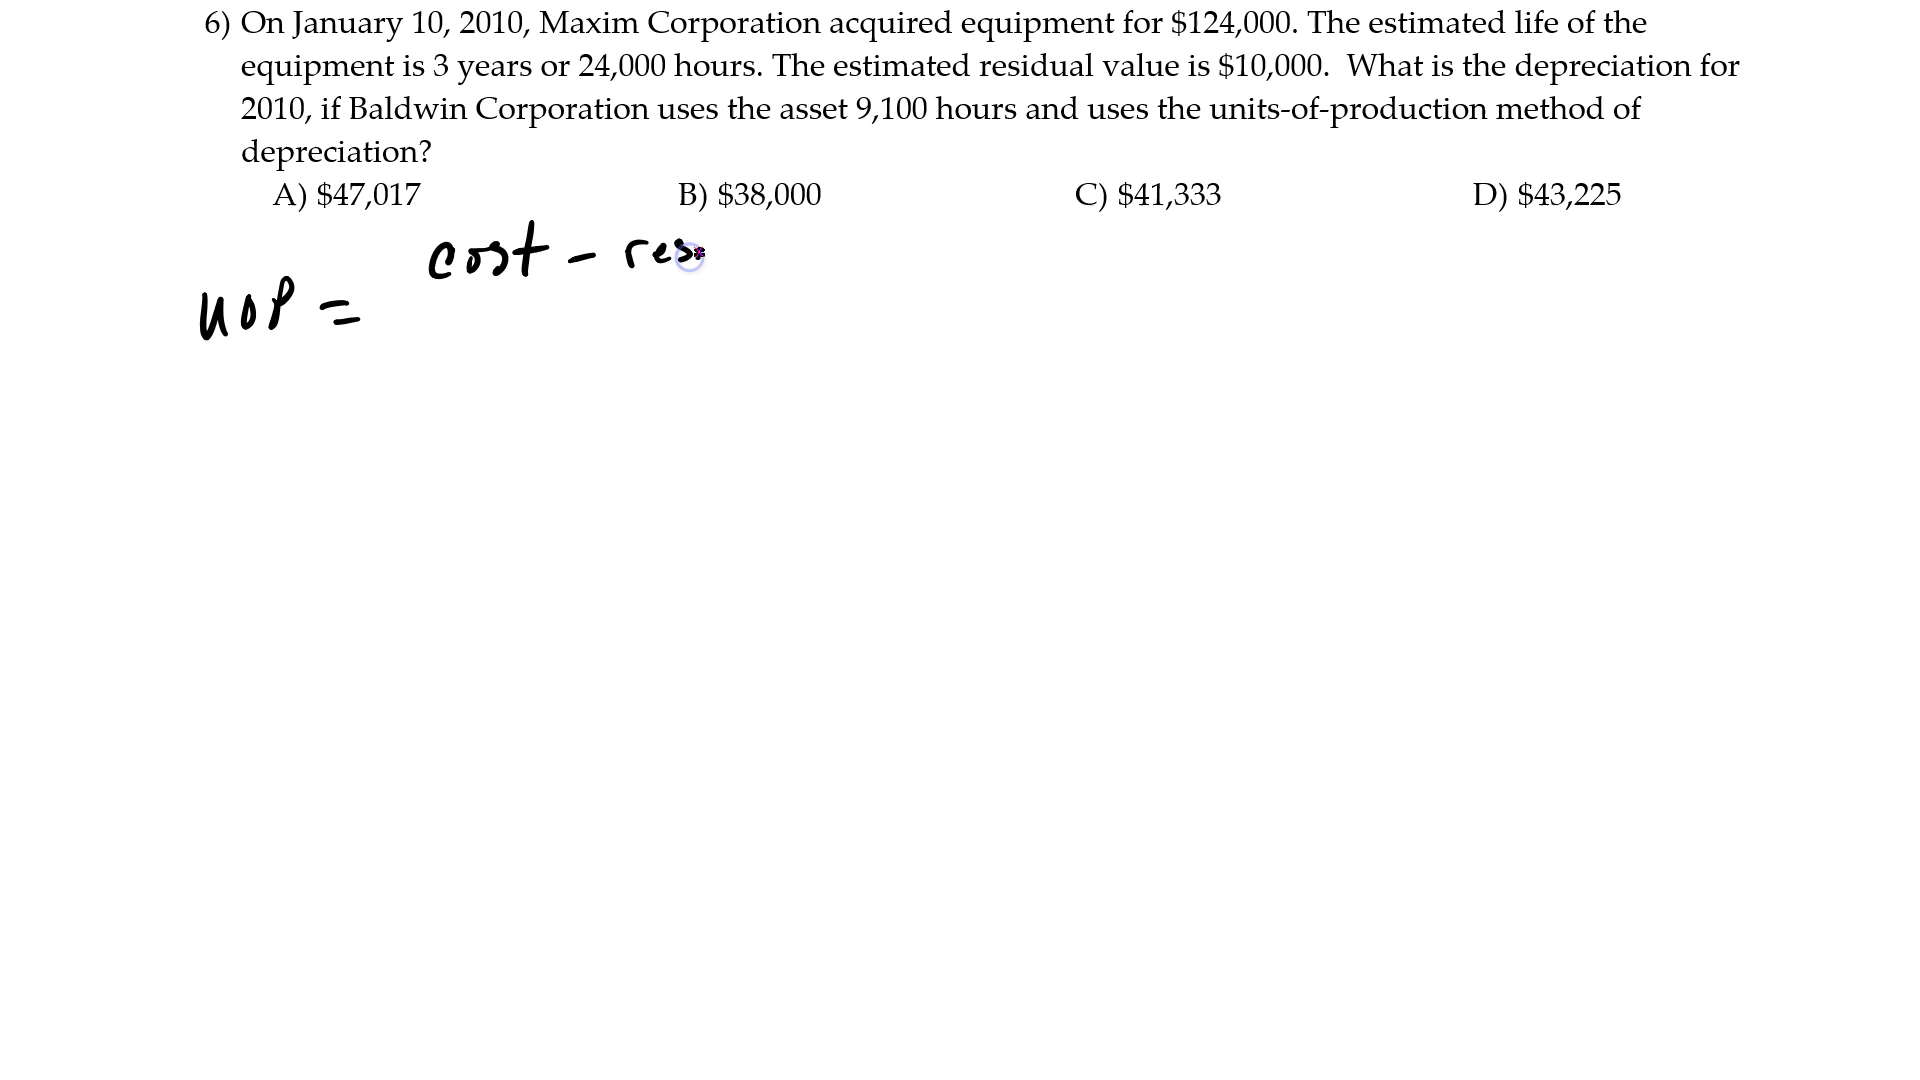 6) On January 10, 2010, Maxim Corporation acquired equipment for $124,000. The estimated life of the
equipment is 3 years or 24,000 hours. The estimated residual value is $10,000. What is the depreciation for
2010, if Baldwin Corporation uses the asset 9,100 hours and uses the units-of-production method of
depreciation?
A) $47,017 B) $38,000 C) $41,333 D) $43,225
cost - res
UOP =